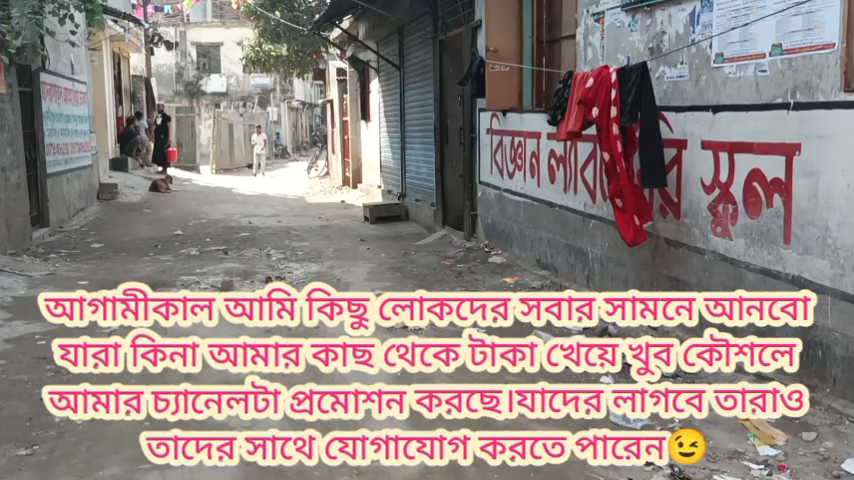 বিজ্ঞান
স্কুল
আগামীকাল আমি কিছু লোকদের সবার সামনে আনবো
যারা কিনা আমার কাছ থেকে টাকা খেয়ে খুব কৌশলে
আমার চ্যানেলটা প্রমোশন করছে।যাদের লাগবে তারাও
তাদের সাথে যোগাযোগ করতে পারেন😉